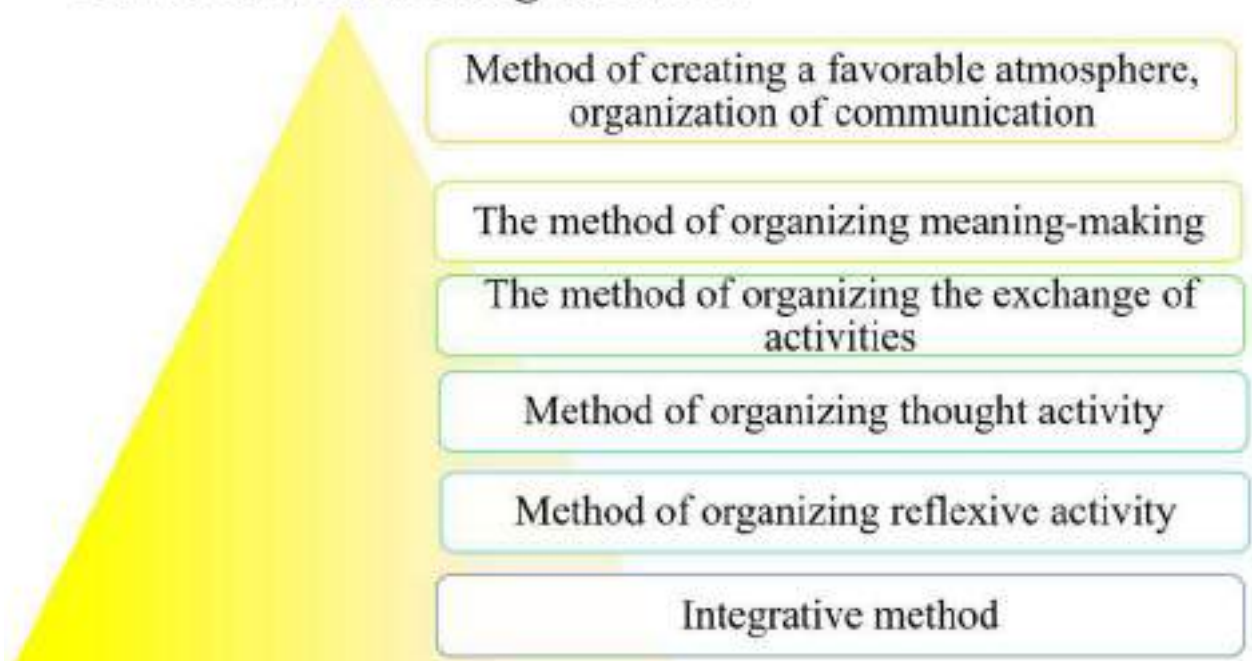 Method of creating a favorable atmosphere,
organization of communication
The method of organizing meaning-making
The method of organizing the exchange of
activities
Method of organizing thought activity
Method of organizing reflexive activity
Integrative method